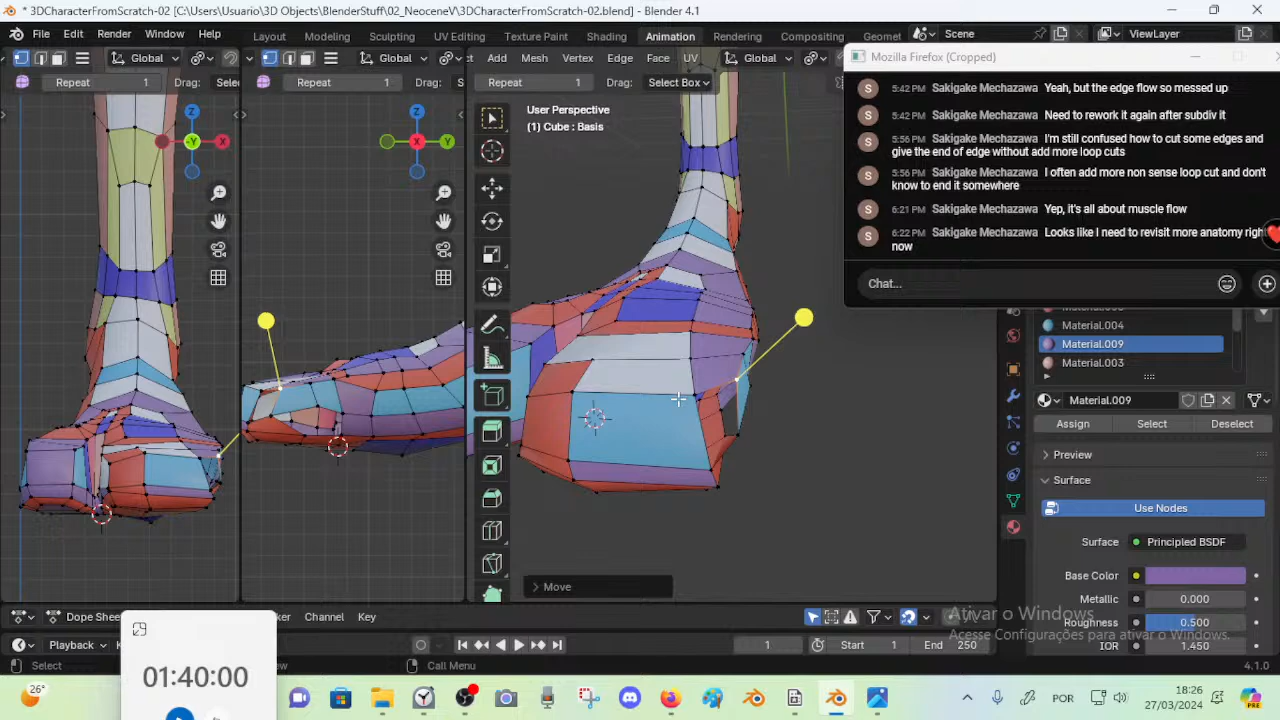 * 3DCharacterFromScratch-02 [C:\Users\Usuario\3D Objects\BlenderStuff\02_NeocereV\3DCharacterFromScratch-02.blend] - Blender 4.1
File Edit Render Window Help Layout Modeling Sculpting UV Editing Texture Paint Shading Animation Rendering Compositing Geomet Scene ViewLayer
Global Global Add Mesh Vertex Edge Face UV Global
Repeat 1 Drag: Sele Repeat 1 Drag: S Repeat 1 Drag: Select Box
User Perspective
(1) Cube : Basis
Z
-Y
X
Z
X
Y
Mozilla Firefox (Cropped)
S 5:42 PM Sakigake Mechazawa Yeah, but the edge flow so messed up
S 5:42 PM Sakigake Mechazawa Need to rework it again after subdiv it
S 5:56 PM Sakigake Mechazawa I'm still confused how to cut some edges and
give the end of edge without add more loop cuts
S 5:56 PM Sakigake Mechazawa I often add more non sense loop cut and don't
know to end it somewhere
S 6:21 PM Sakigake Mechazawa Yep, it's all about muscle flow
S 6:22 PM Sakigake Mechazawa Looks like I need to revisit more anatomy righ
now
Chat...
Material.004
Material.009
Material.003
Material.009
Assign Select Deselect
Preview
Surface
Use Nodes
Surface Principled BSDF
Base Color
Metallic 0.000
Roughness 0.500
IOR 1.450
Ativar o Windows
Acesse Configurações para ativar o Windows.
Move
Dope Shee ker Channel Key
Playback 1 Start 1 End 250
Select ew Call Menu 4.1.0
01:40:00
26°
POR 18:26
27/03/2024
PRE